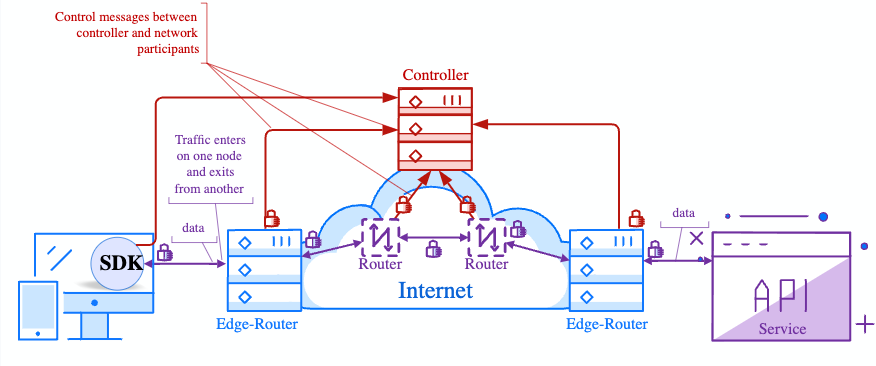 Control messages between
controller and network
participants
Controller
Traffic enters
on one node
and exits
from another
data
data
SDK
Router
Router
Internet
Edge-Router
Edge-Router
API
Service